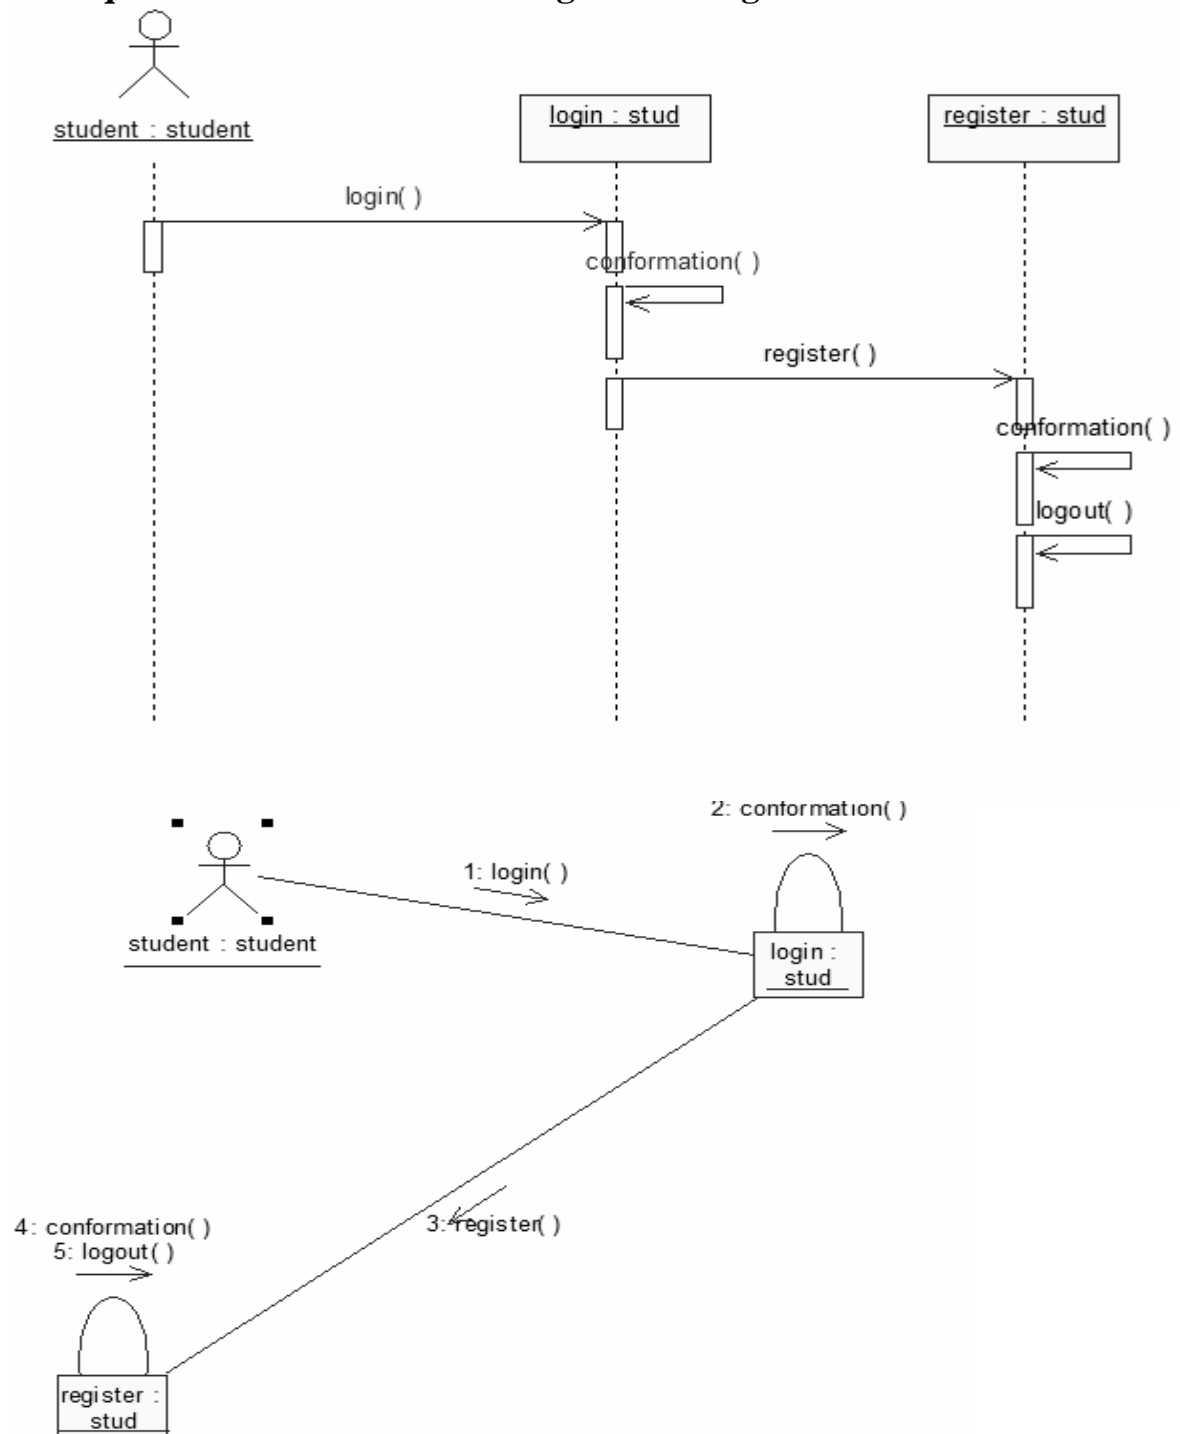 student : student
login : stud
register : stud
login( )
conformation( )
register( )
conformation( )
logout( )
2: conformation( )
1: login( )
student : student
login :
stud
3: register( )
4: conformation( )
5: logout( )
register :
stud